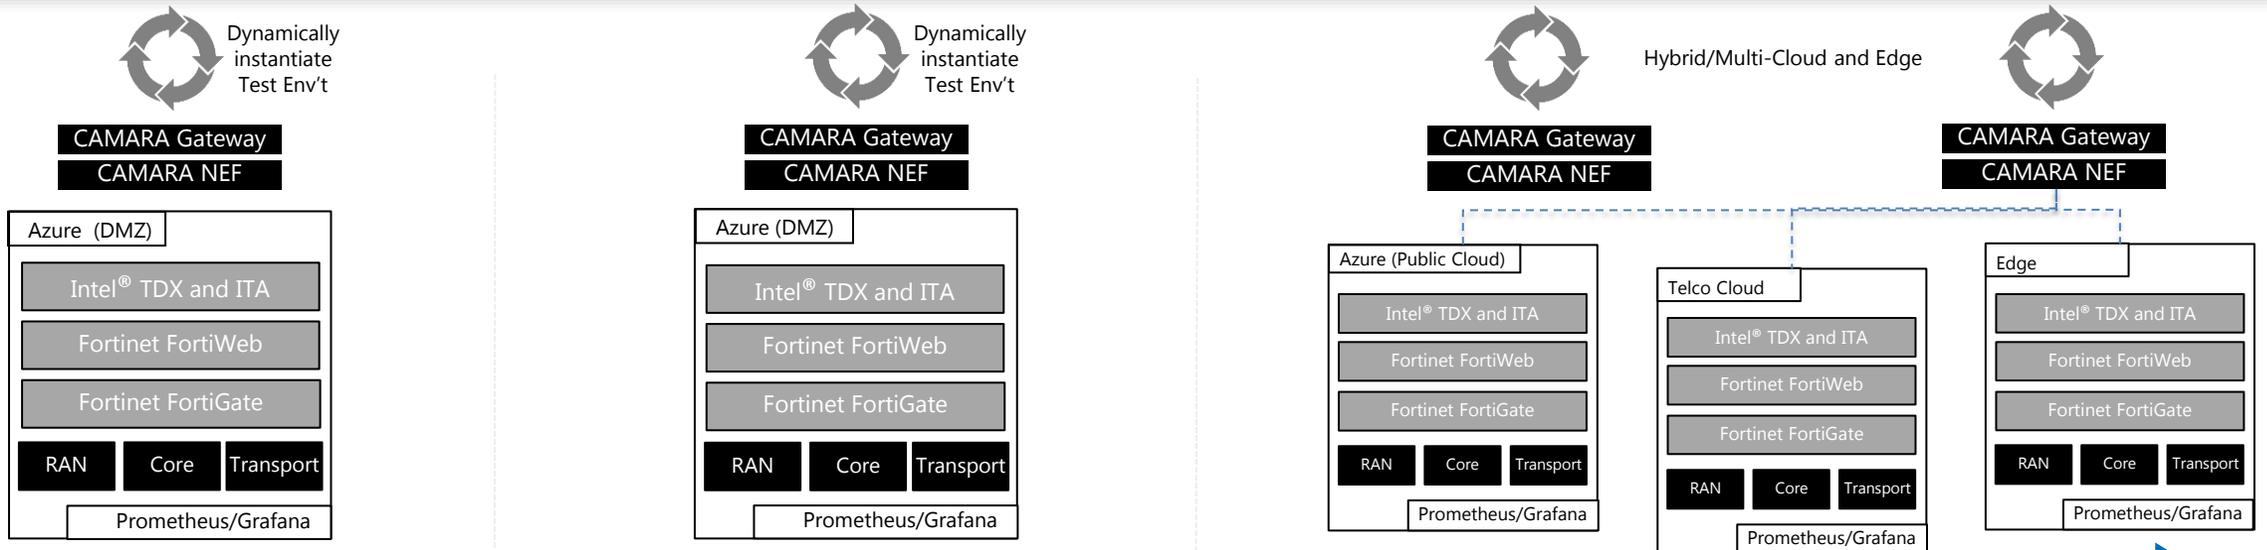 Dynamically
instantiate
Test Env't
CAMARA Gateway
CAMARA NEF
Azure (DMZ)
Intel® TDX and ITA
Fortinet FortiWeb
Fortinet FortiGate
RAN Core Transport
Prometheus/Grafana
Dynamically
instantiate
Test Env't
CAMARA Gateway
CAMARA NEF
Azure (DMZ)
Intel® TDX and ITA
Fortinet FortiWeb
Fortinet FortiGate
RAN Core Transport
Prometheus/Grafana
Hybrid/Multi-Cloud and Edge
CAMARA Gateway
CAMARA NEF
CAMARA Gateway
CAMARA NEF
Azure (Public Cloud)
Intel® TDX and ITA
Fortinet FortiWeb
Fortinet FortiGate
RAN Core Transport
Prometheus/Grafana
Telco Cloud
Intel® TDX and ITA
Fortinet FortiWeb
Fortinet FortiGate
RAN Core Transport
Prometheus/Grafana
Edge
Intel® TDX and ITA
Fortinet FortiWeb
Fortinet FortiGate
RAN Core Transport
Prometheus/Grafana